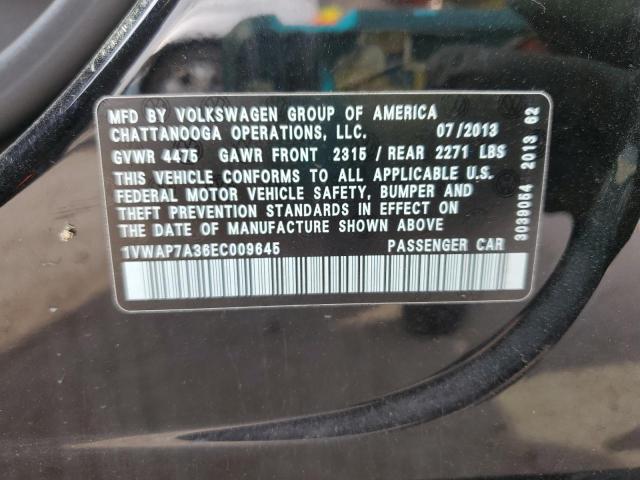 MFD BY VOLKSWAGEN GROUP OF AMERICA
CHATTANOOGA OPERATIONS, LLC. 07/2013
GVWR 4475 GAWR FRONT 2315 / REAR 2271 LBS
THIS VEHICLE CONFORMS TO ALL APPLICABLE U.S.
FEDERAL MOTOR VEHICLE SAFETY, BUMPER AND
THEFT PREVENTION STANDARDS IN EFFECT ON
THE DATE OF MANUFACTURE SHOWN ABOVE
1VWAP7A36EC009645 PASSENGER CAR
3039054 2013 02